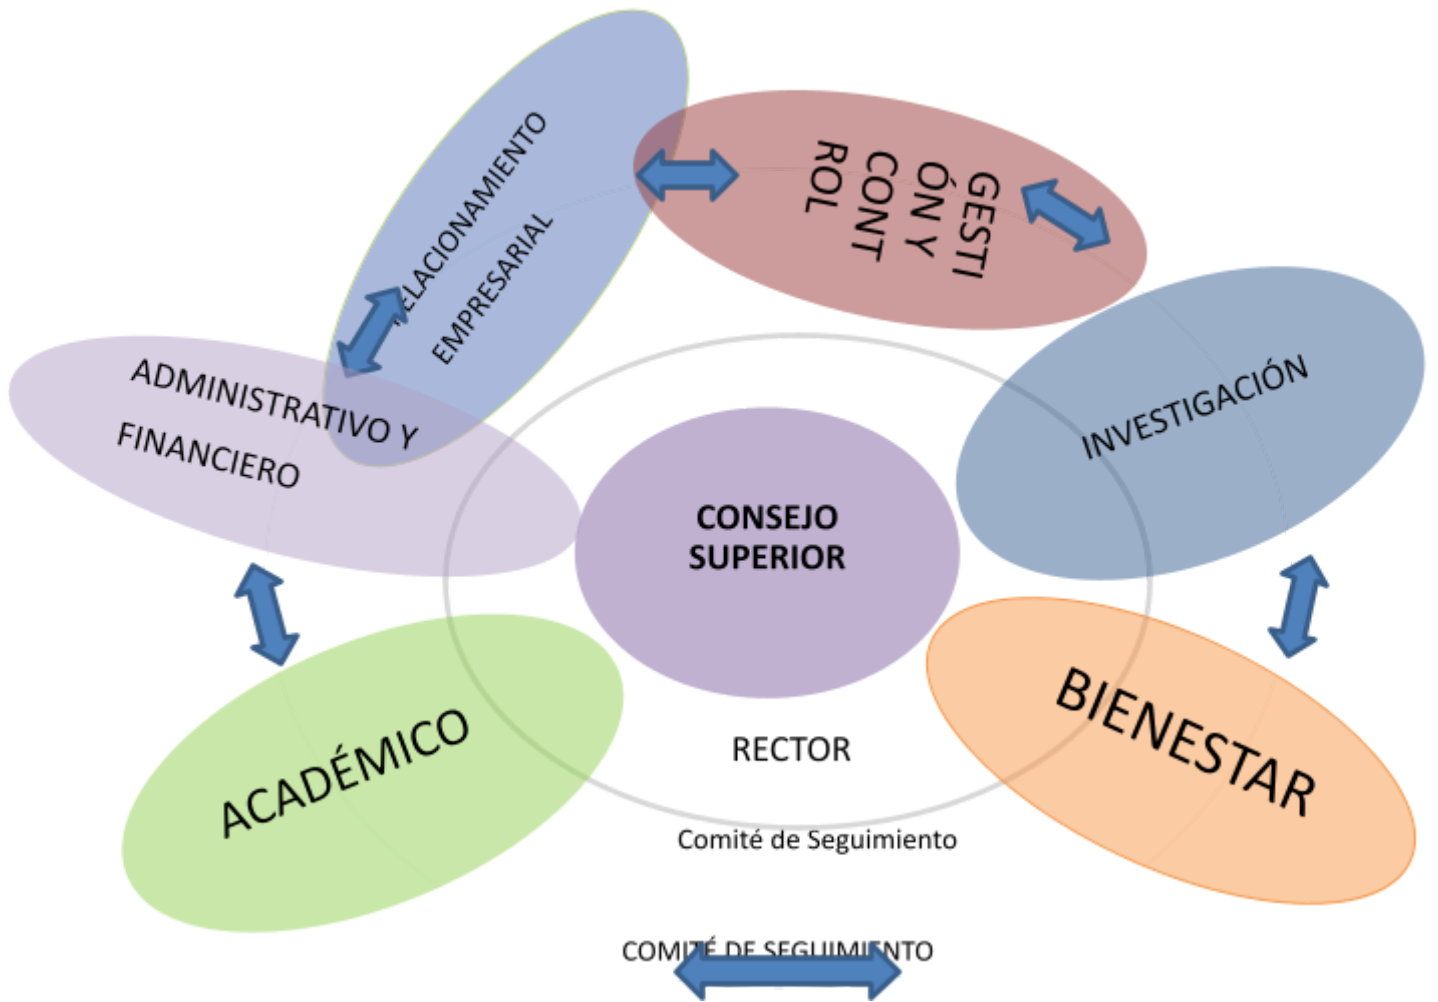 RELACIONAMIENTO
EMPRESARIAL
GESTI
ÓN Y
CONT
ROL
ADMINISTRATIVO Y
FINANCIERO
INVESTIGACIÓN
CONSEJO
SUPERIOR
ACADÉMICO
BIENESTAR
RECTOR
Comité de Seguimiento
COMITÉ DE SEGUIMIENTO